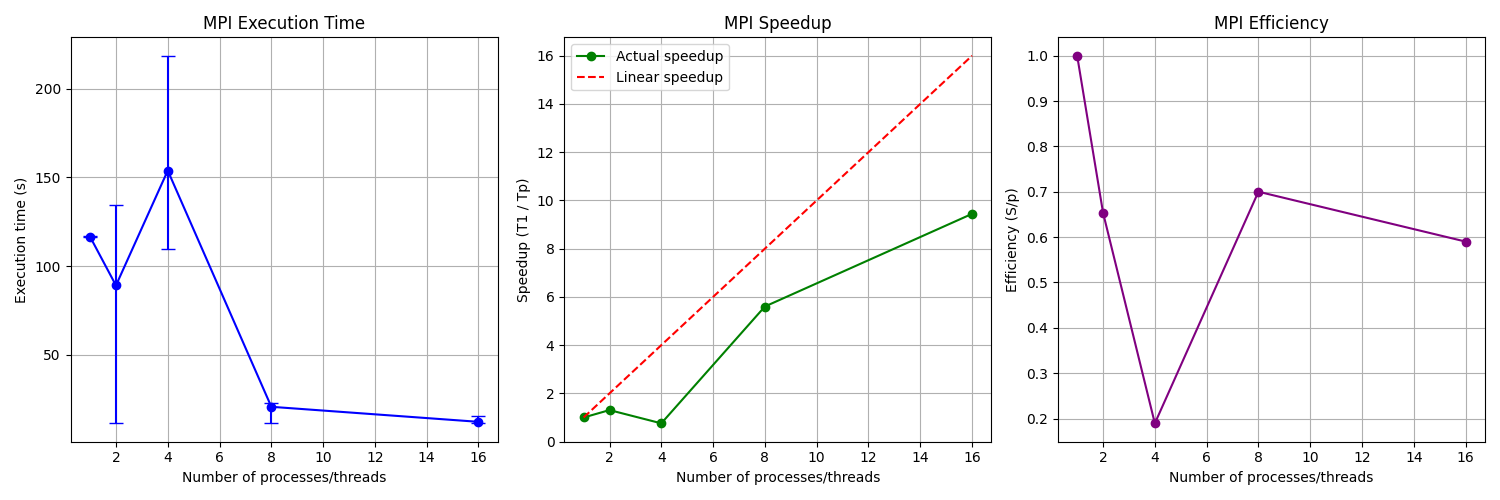 MPI Execution Time
Execution time (s)
200
150
100
50
2 4 6 8 10 12 14 16
Number of processes/threads
MPI Speedup
Actual speedup
Linear speedup
Speedup (T1 / Tp)
16
14
12
10
8
6
4
2
0
2 4 6 8 10 12 14 16
Number of processes/threads
MPI Efficiency
Efficiency (S/p)
1.0
0.9
0.8
0.7
0.6
0.5
0.4
0.3
0.2
2 4 6 8 10 12 14 16
Number of processes/threads